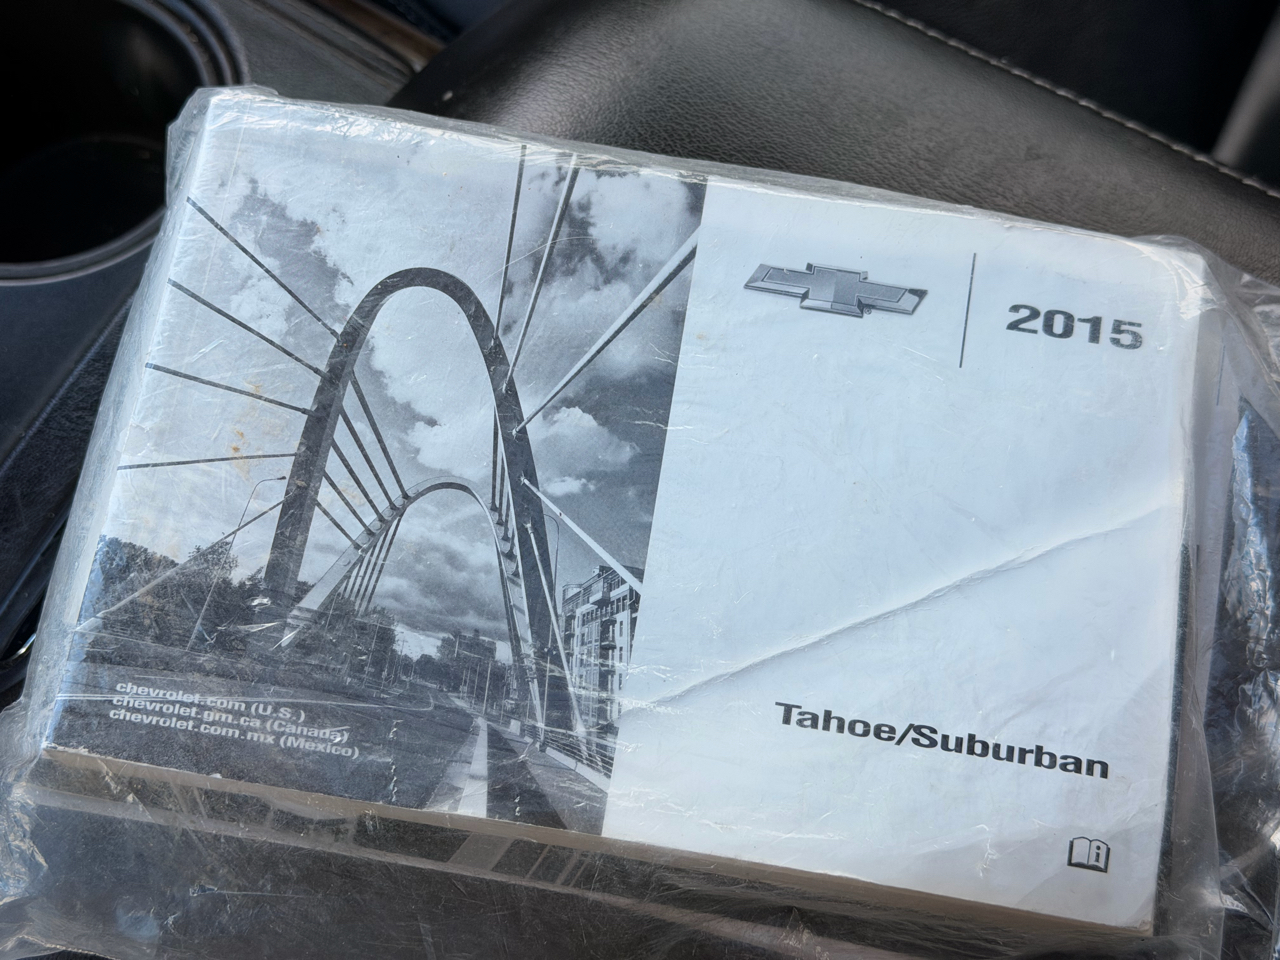 2015
chevrolet.com (U.S.)
chevrolet.gm.ca (Canada)
chevrolet.com.mx (Mexico)
Tahoe/Suburban